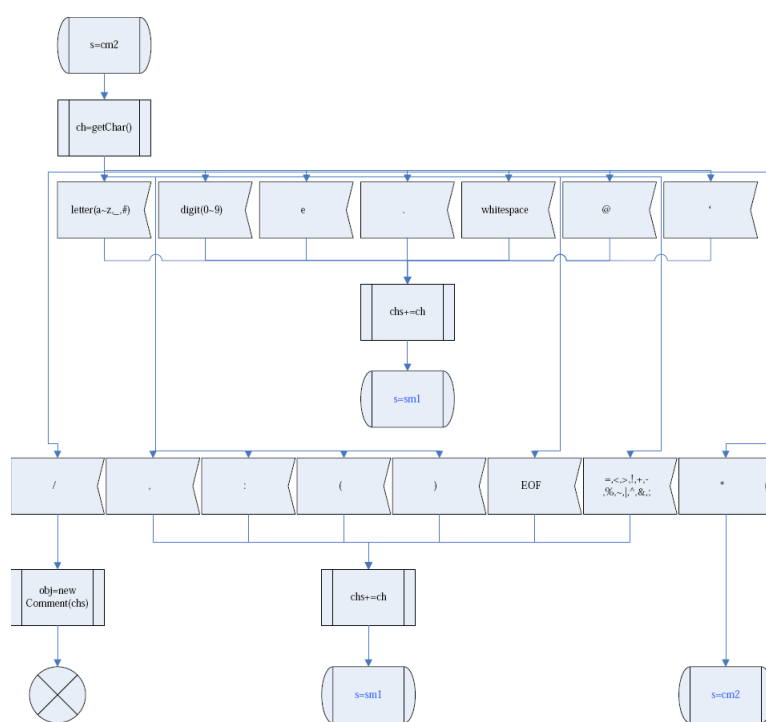 s=cm2
ch=getChar()
letter(a~z,_,#)
digit(0~9)
e
.
whitespace
@
‘
chs+=ch
s=sm1
/
,
:
(
)
EOF
=,<,>,!,+,-
,%,~,|,^,&,;
*
obj=new
Comment(chs)
chs+=ch
s=sm1
s=cm2